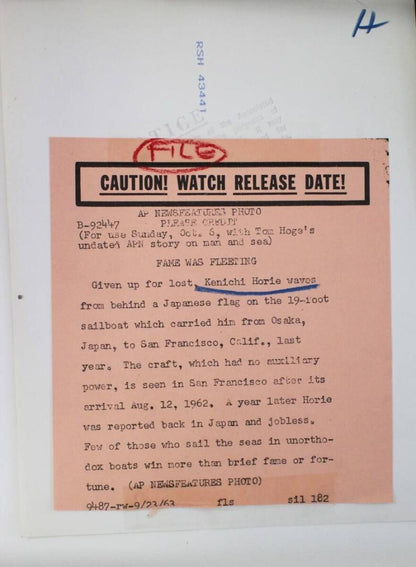 H
RSH 43441
FILE
CAUTION! WATCH RELEASE DATE!
AP NEWSFEATURES PHOTO
B-92447 PLEASE CREDIT
(For use Sunday, Oct. 6, with Tom Hoge's
undated APN story on man and sea)
FAME WAS FLEETING
Given up for lost, Kenichi Horie waves
from behind a Japanese flag on the 19-foot
sailboat which carried him from Osaka,
Japan, to San Francisco, Calif., last
year. The craft, which had no auxiliary
power, is seen in San Francisco after its
arrival Aug. 12, 1962. A year later Horie
was reported back in Japan and jobless.
Few of those who sail the seas in unortho-
dox boats win more than brief fame or for-
tune. (AP NEWSFEATURES PHOTO)
9487-rw-9/23/63 fls sil 182